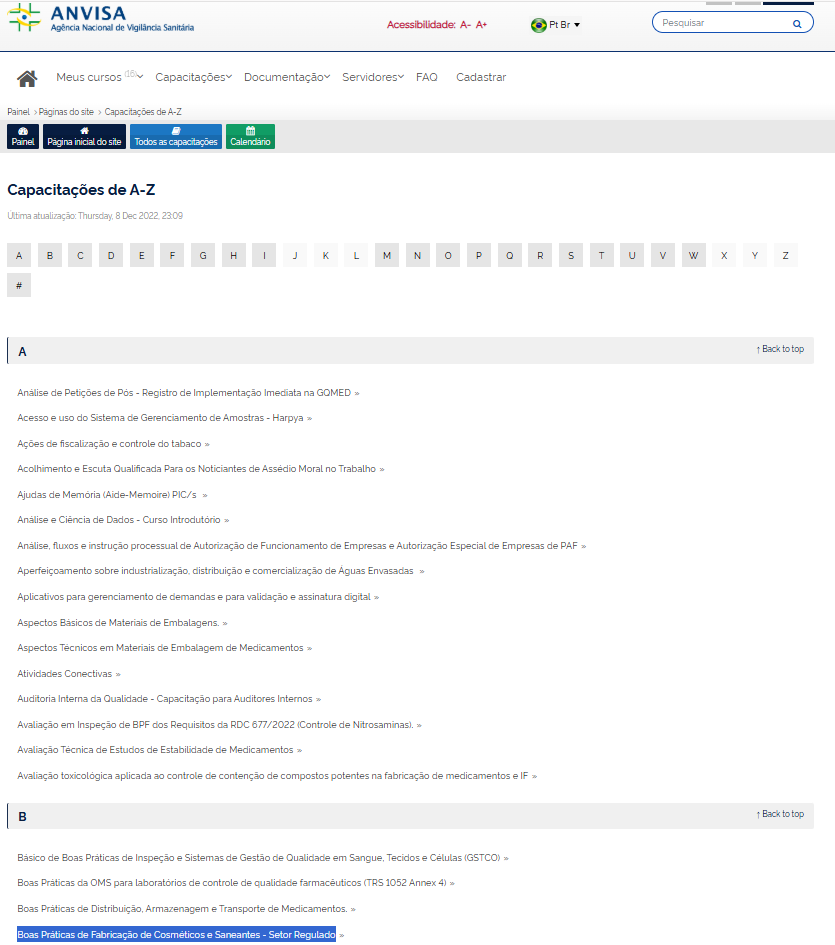 ANVISA
Agência Nacional de Vigilância Sanitária
Acessibilidade: A- A+
Pt Br
Pesquisar
Meus cursos (16) Capacitações Documentação Servidores FAQ Cadastrar
Painel > Páginas do site > Capacitações de A-Z
Painel Página inicial do site Todos as capacitações Calendário
Capacitações de A-Z
Última atualização: Thursday, 8 Dec 2022, 23:09
A B C D E F G H I J K L M N O P Q R S T U V W X Y Z
#
A ↑ Back to top
Análise de Petições de Pós - Registro de Implementação Imediata na GQMED »
Acesso e uso do Sistema de Gerenciamento de Amostras - Harpya »
Ações de fiscalização e controle do tabaco »
Acolhimento e Escuta Qualificada Para os Noticiantes de Assédio Moral no Trabalho »
Ajudas de Memória (Aide-Memoire) PIC/s »
Análise e Ciência de Dados - Curso Introdutório »
Análise, fluxos e instrução processual de Autorização de Funcionamento de Empresas e Autorização Especial de Empresas de PAF »
Aperfeiçoamento sobre industrialização, distribuição e comercialização de Águas Envasadas »
Aplicativos para gerenciamento de demandas e para validação e assinatura digital »
Aspectos Básicos de Materiais de Embalagens. »
Aspectos Técnicos em Materiais de Embalagem de Medicamentos »
Atividades Conectivas »
Auditoria Interna da Qualidade - Capacitação para Auditores Internos »
Avaliação em Inspeção de BPF dos Requisitos da RDC 677/2022 (Controle de Nitrosaminas). »
Avaliação Técnica de Estudos de Estabilidade de Medicamentos »
Avaliação toxicológica aplicada ao controle de contenção de compostos potentes na fabricação de medicamentos e IF »
B ↑ Back to top
Básico de Boas Práticas de Inspeção e Sistemas de Gestão de Qualidade em Sangue, Tecidos e Células (GSTCO) »
Boas Práticas da OMS para laboratórios de controle de qualidade farmacêuticos (TRS 1052 Annex 4) »
Boas Práticas de Distribuição, Armazenagem e Transporte de Medicamentos. »
Boas Práticas de Fabricação de Cosméticos e Saneantes - Setor Regulado »